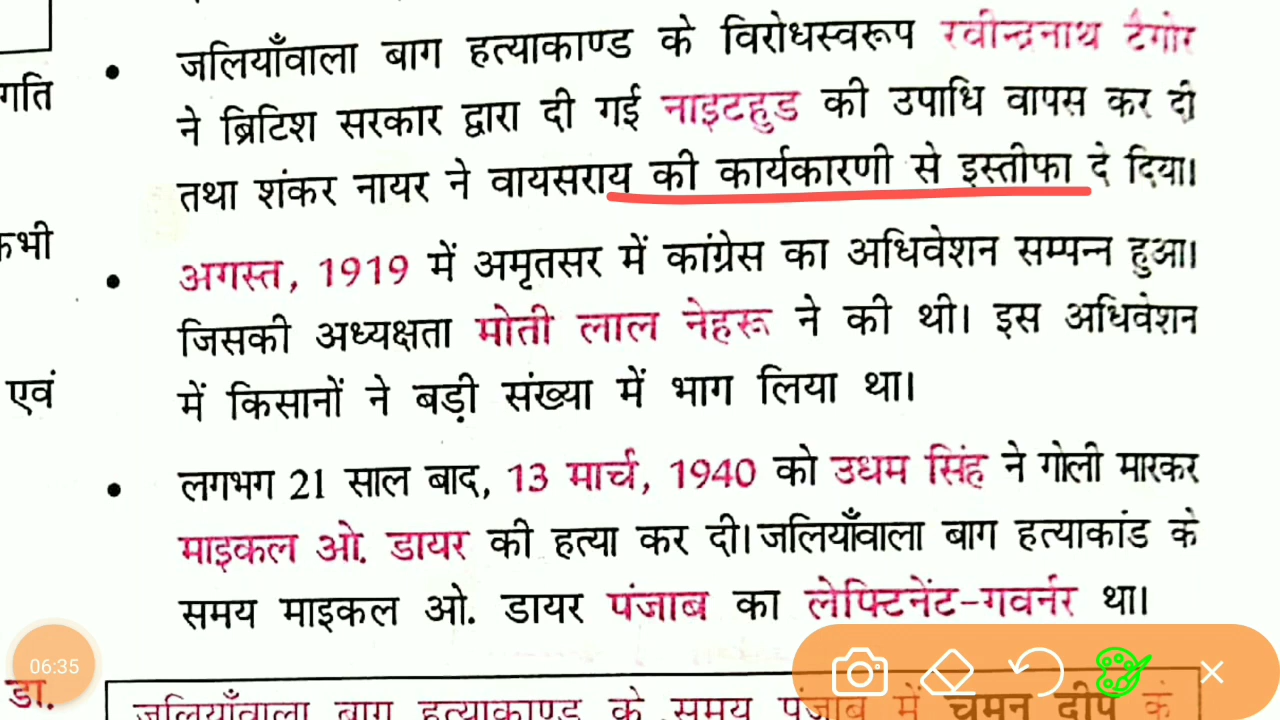 जलियाँवाला बाग हत्याकाण्ड के विरोधस्वरूप रवीन्द्रनाथ टैगोर
गति
ने ब्रिटिश सरकार द्वारा दी गई नाइटहुड की उपाधि वापस कर दी
तथा शंकर नायर ने वायसराय की कार्यकारणी से इस्तीफा दे दिया।
कभी
अगस्त, 1919 में अमृतसर में कांग्रेस का अधिवेशन सम्पन्न हुआ।
जिसकी अध्यक्षता मोती लाल नेहरू ने की थी। इस अधिवेशन
एवं
में किसानों ने बड़ी संख्या में भाग लिया था।
लगभग 21 साल बाद, 13 मार्च, 1940 को उधम सिंह ने गोली मारकर
माइकल ओ. डायर की हत्या कर दी। जलियाँवाला बाग हत्याकांड के
समय माइकल ओ. डायर पंजाब का लेफ्टिनेंट-गवर्नर था।
06:35
डा.
जलियाँवाला बाग हत्याकाण्ड के समय पंजाब में चमन दीप के